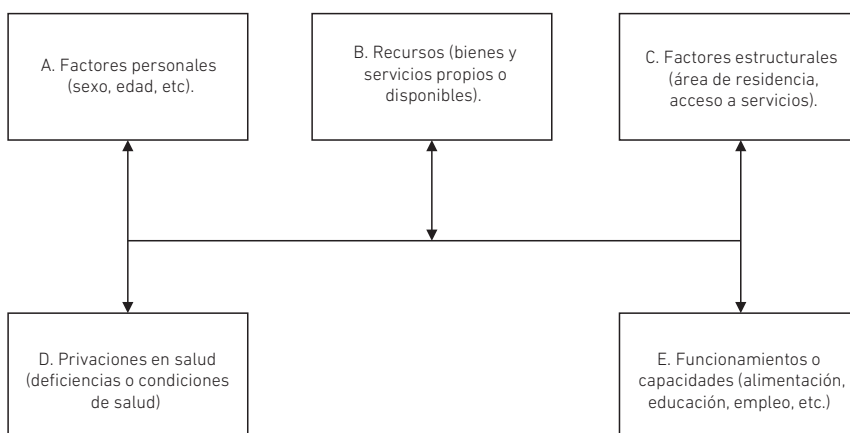 A. Factores personales
(sexo, edad, etc).
B. Recursos (bienes y
servicios propios o
disponibles).
C. Factores estructurales
(área de residencia,
acceso a servicios).
D. Privaciones en salud
(deficiencias o condiciones
de salud)
E. Funcionamientos o
capacidades (alimentación,
educación, empleo, etc.)